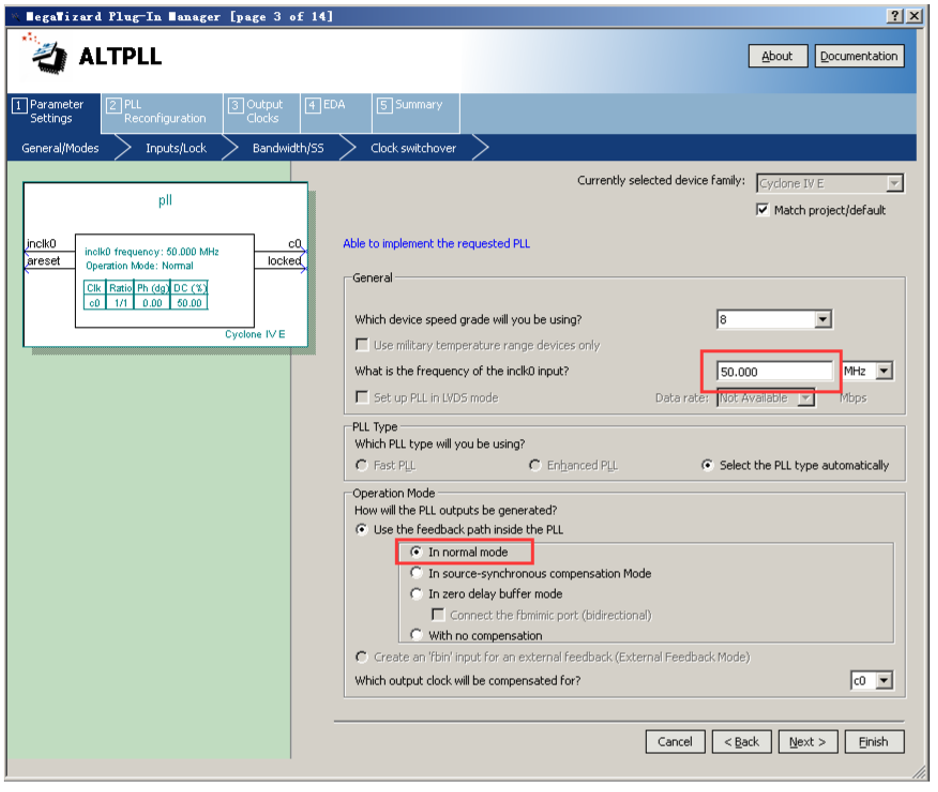 MegaWizard Plug-In Manager [page 3 of 14]
ALTPLL
About
Documentation
1 Parameter Settings
2 PLL Reconfiguration
3 Output Clocks
4 EDA
5 Summary
General/Modes
Inputs/Lock
Bandwidth/SS
Clock switchover
pll
inclk0
areset
inclk0 frequency: 50.000 MHz
Operation Mode: Normal
Clk Ratio Ph (dg) DC (%)
c0 1/1 0.00 50.00
c0
locked
Cyclone IV E
Currently selected device family: Cyclone IV E
Match project/default
Able to implement the requested PLL
General
Which device speed grade will you be using? 8
Use military temperature range devices only
What is the frequency of the inclk0 input? 50.000 MHz
Set up PLL in LVDS mode Data rate: Not Available Mbps
PLL Type
Which PLL type will you be using?
Fast PLL Enhanced PLL Select the PLL type automatically
Operation Mode
How will the PLL outputs be generated?
Use the feedback path inside the PLL
In normal mode
In source-synchronous compensation Mode
In zero delay buffer mode
Connect the fbmimic port (bidirectional)
With no compensation
Create an 'fbin' input for an external feedback (External Feedback Mode)
Which output clock will be compensated for? c0
Cancel < Back Next > Finish